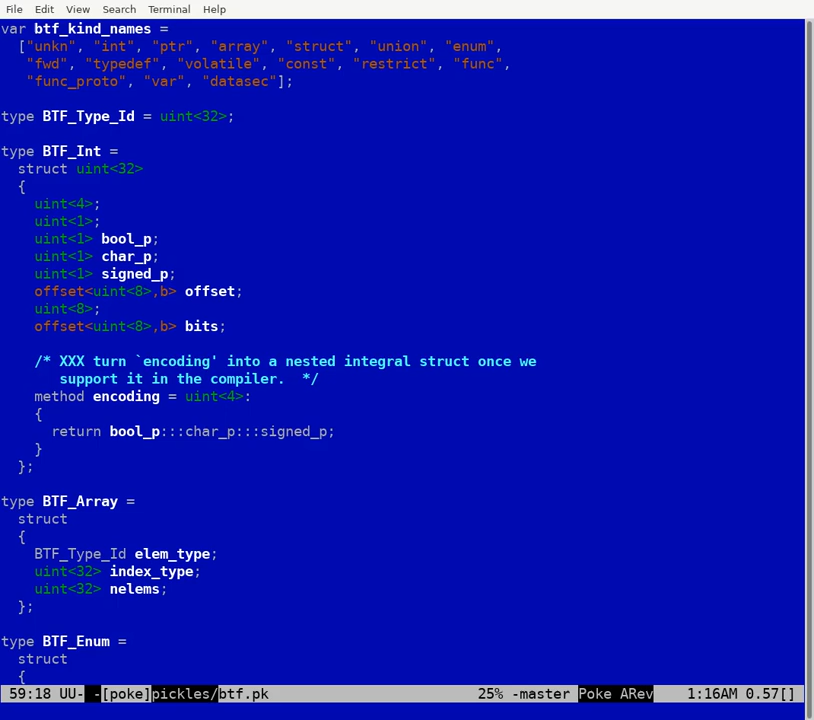 File Edit View Search Terminal Help
var btf_kind_names =
["unkn", "int", "ptr", "array", "struct", "union", "enum",
"fwd", "typedef", "volatile", "const", "restrict", "func",
"func_proto", "var", "datasec"];
type BTF_Type_Id = uint<32>;
type BTF_Int =
struct uint<32>
{
uint<4>;
uint<1>;
uint<1> bool_p;
uint<1> char_p;
uint<1> signed_p;
offset<uint<8>,b> offset;
uint<8>;
offset<uint<8>,b> bits;
/* XXX turn `encoding' into a nested integral struct once we
support it in the compiler.  */
method encoding = uint<4>:
{
return bool_p:::char_p:::signed_p;
}
};
type BTF_Array =
struct
{
BTF_Type_Id elem_type;
uint<32> index_type;
uint<32> nelems;
};
type BTF_Enum =
struct
{
59:18 UU- -[poke]pickles/btf.pk 25% -master Poke ARev 1:16AM 0.57[]